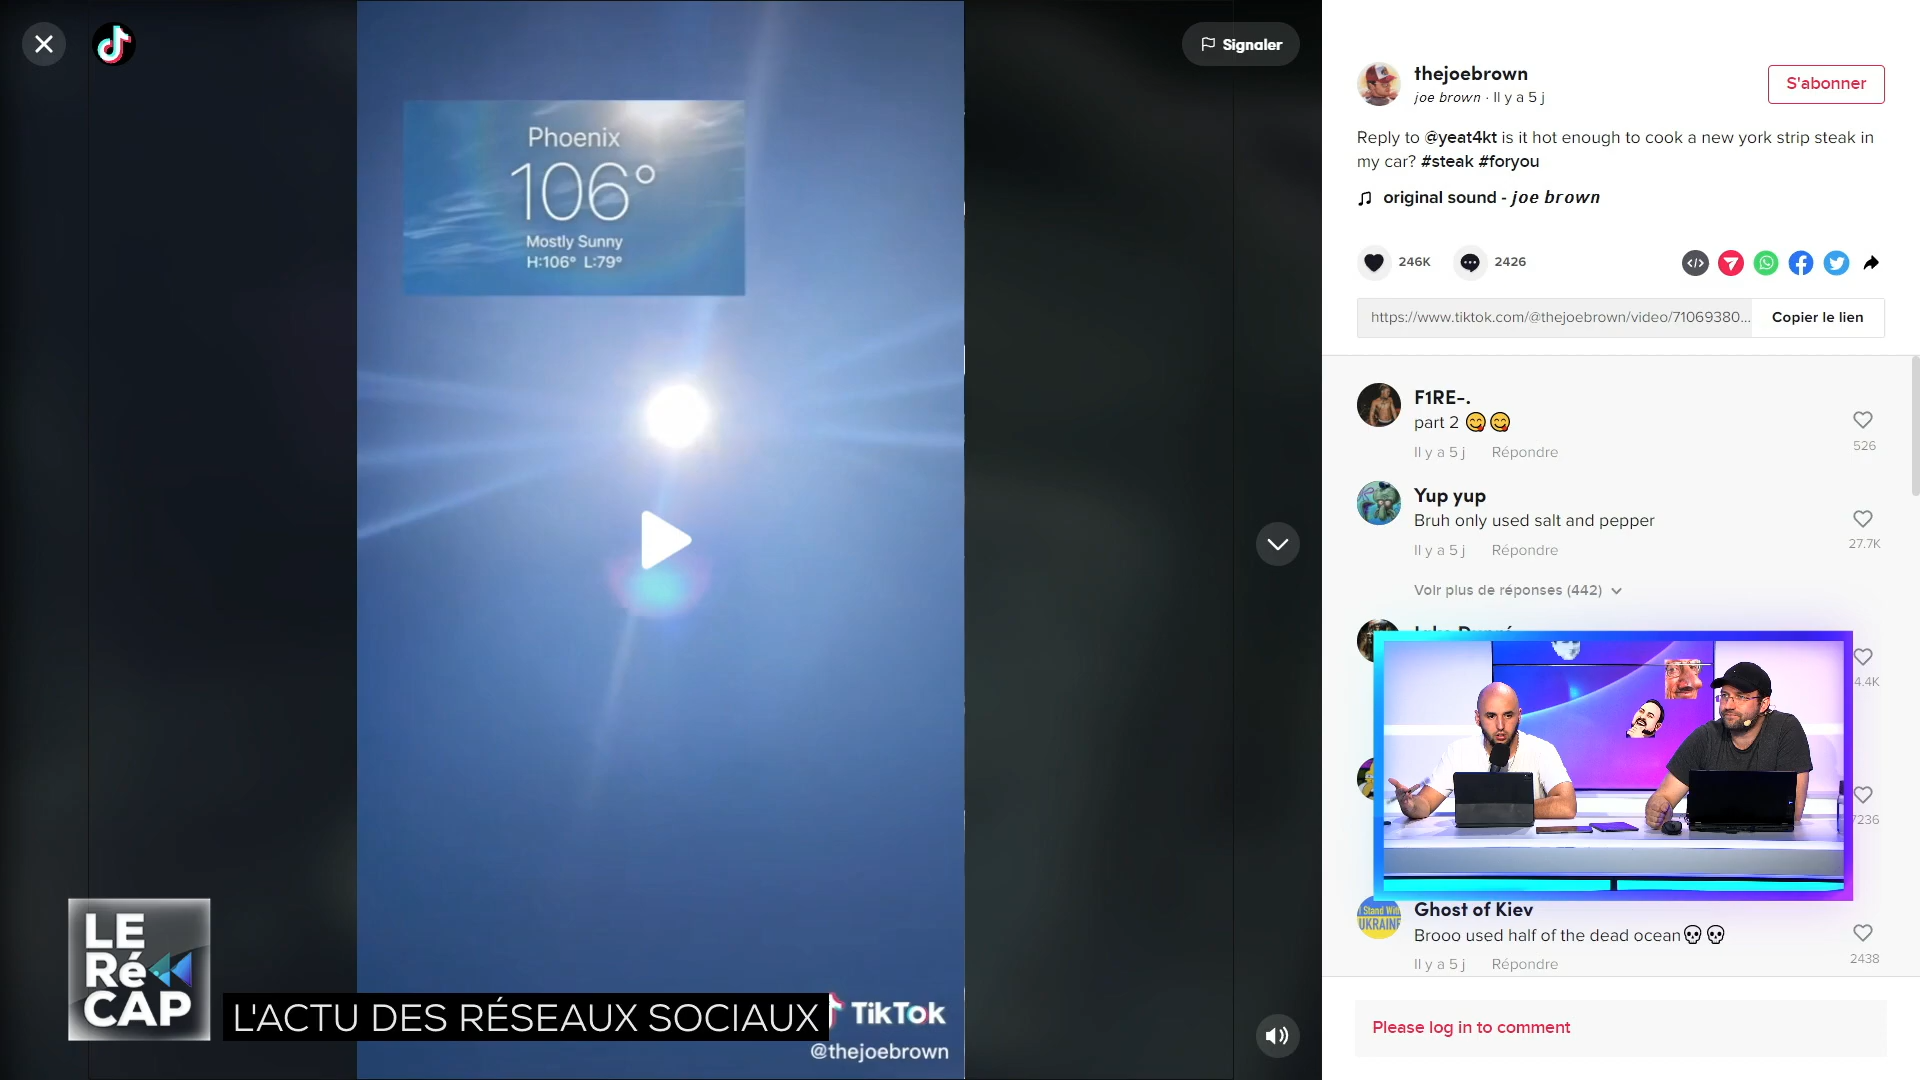 Signaler
Phoenix
106°
Mostly Sunny
H:106° L:79°
LE
Ré
CAP
L'ACTU DES RÉSEAUX SOCIAUX
TikTok
@thejoebrown
thejoebrown
joe brown · Il y a 5 j
S'abonner
Reply to @yeat4kt is it hot enough to cook a new york strip steak in
my car? #steak #foryou
original sound - joe brown
246K
2426
https://www.tiktok.com/@thejoebrown/video/71069380...
Copier le lien
F1RE-.
part 2 😋😋
Il y a 5 j Répondre
526
Yup yup
Bruh only used salt and pepper
Il y a 5 j Répondre
27.7K
Voir plus de réponses (442)
4.4K
7236
I Stand With
UKRAINE
Ghost of Kiev
Brooo used half of the dead ocean💀💀
Il y a 5 j Répondre
2438
Please log in to comment